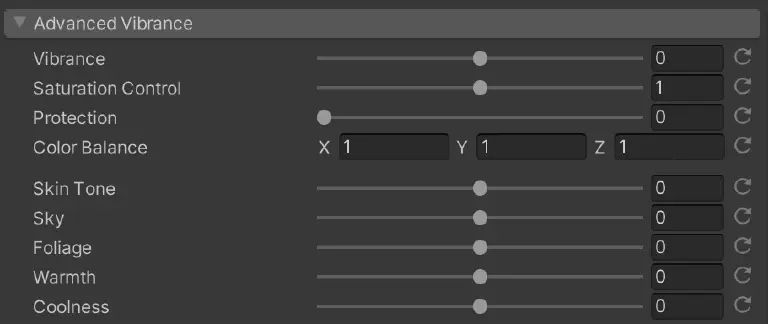 Advanced Vibrance
Vibrance 0
Saturation Control 1
Protection 0
Color Balance X 1 Y 1 Z 1
Skin Tone 0
Sky 0
Foliage 0
Warmth 0
Coolness 0